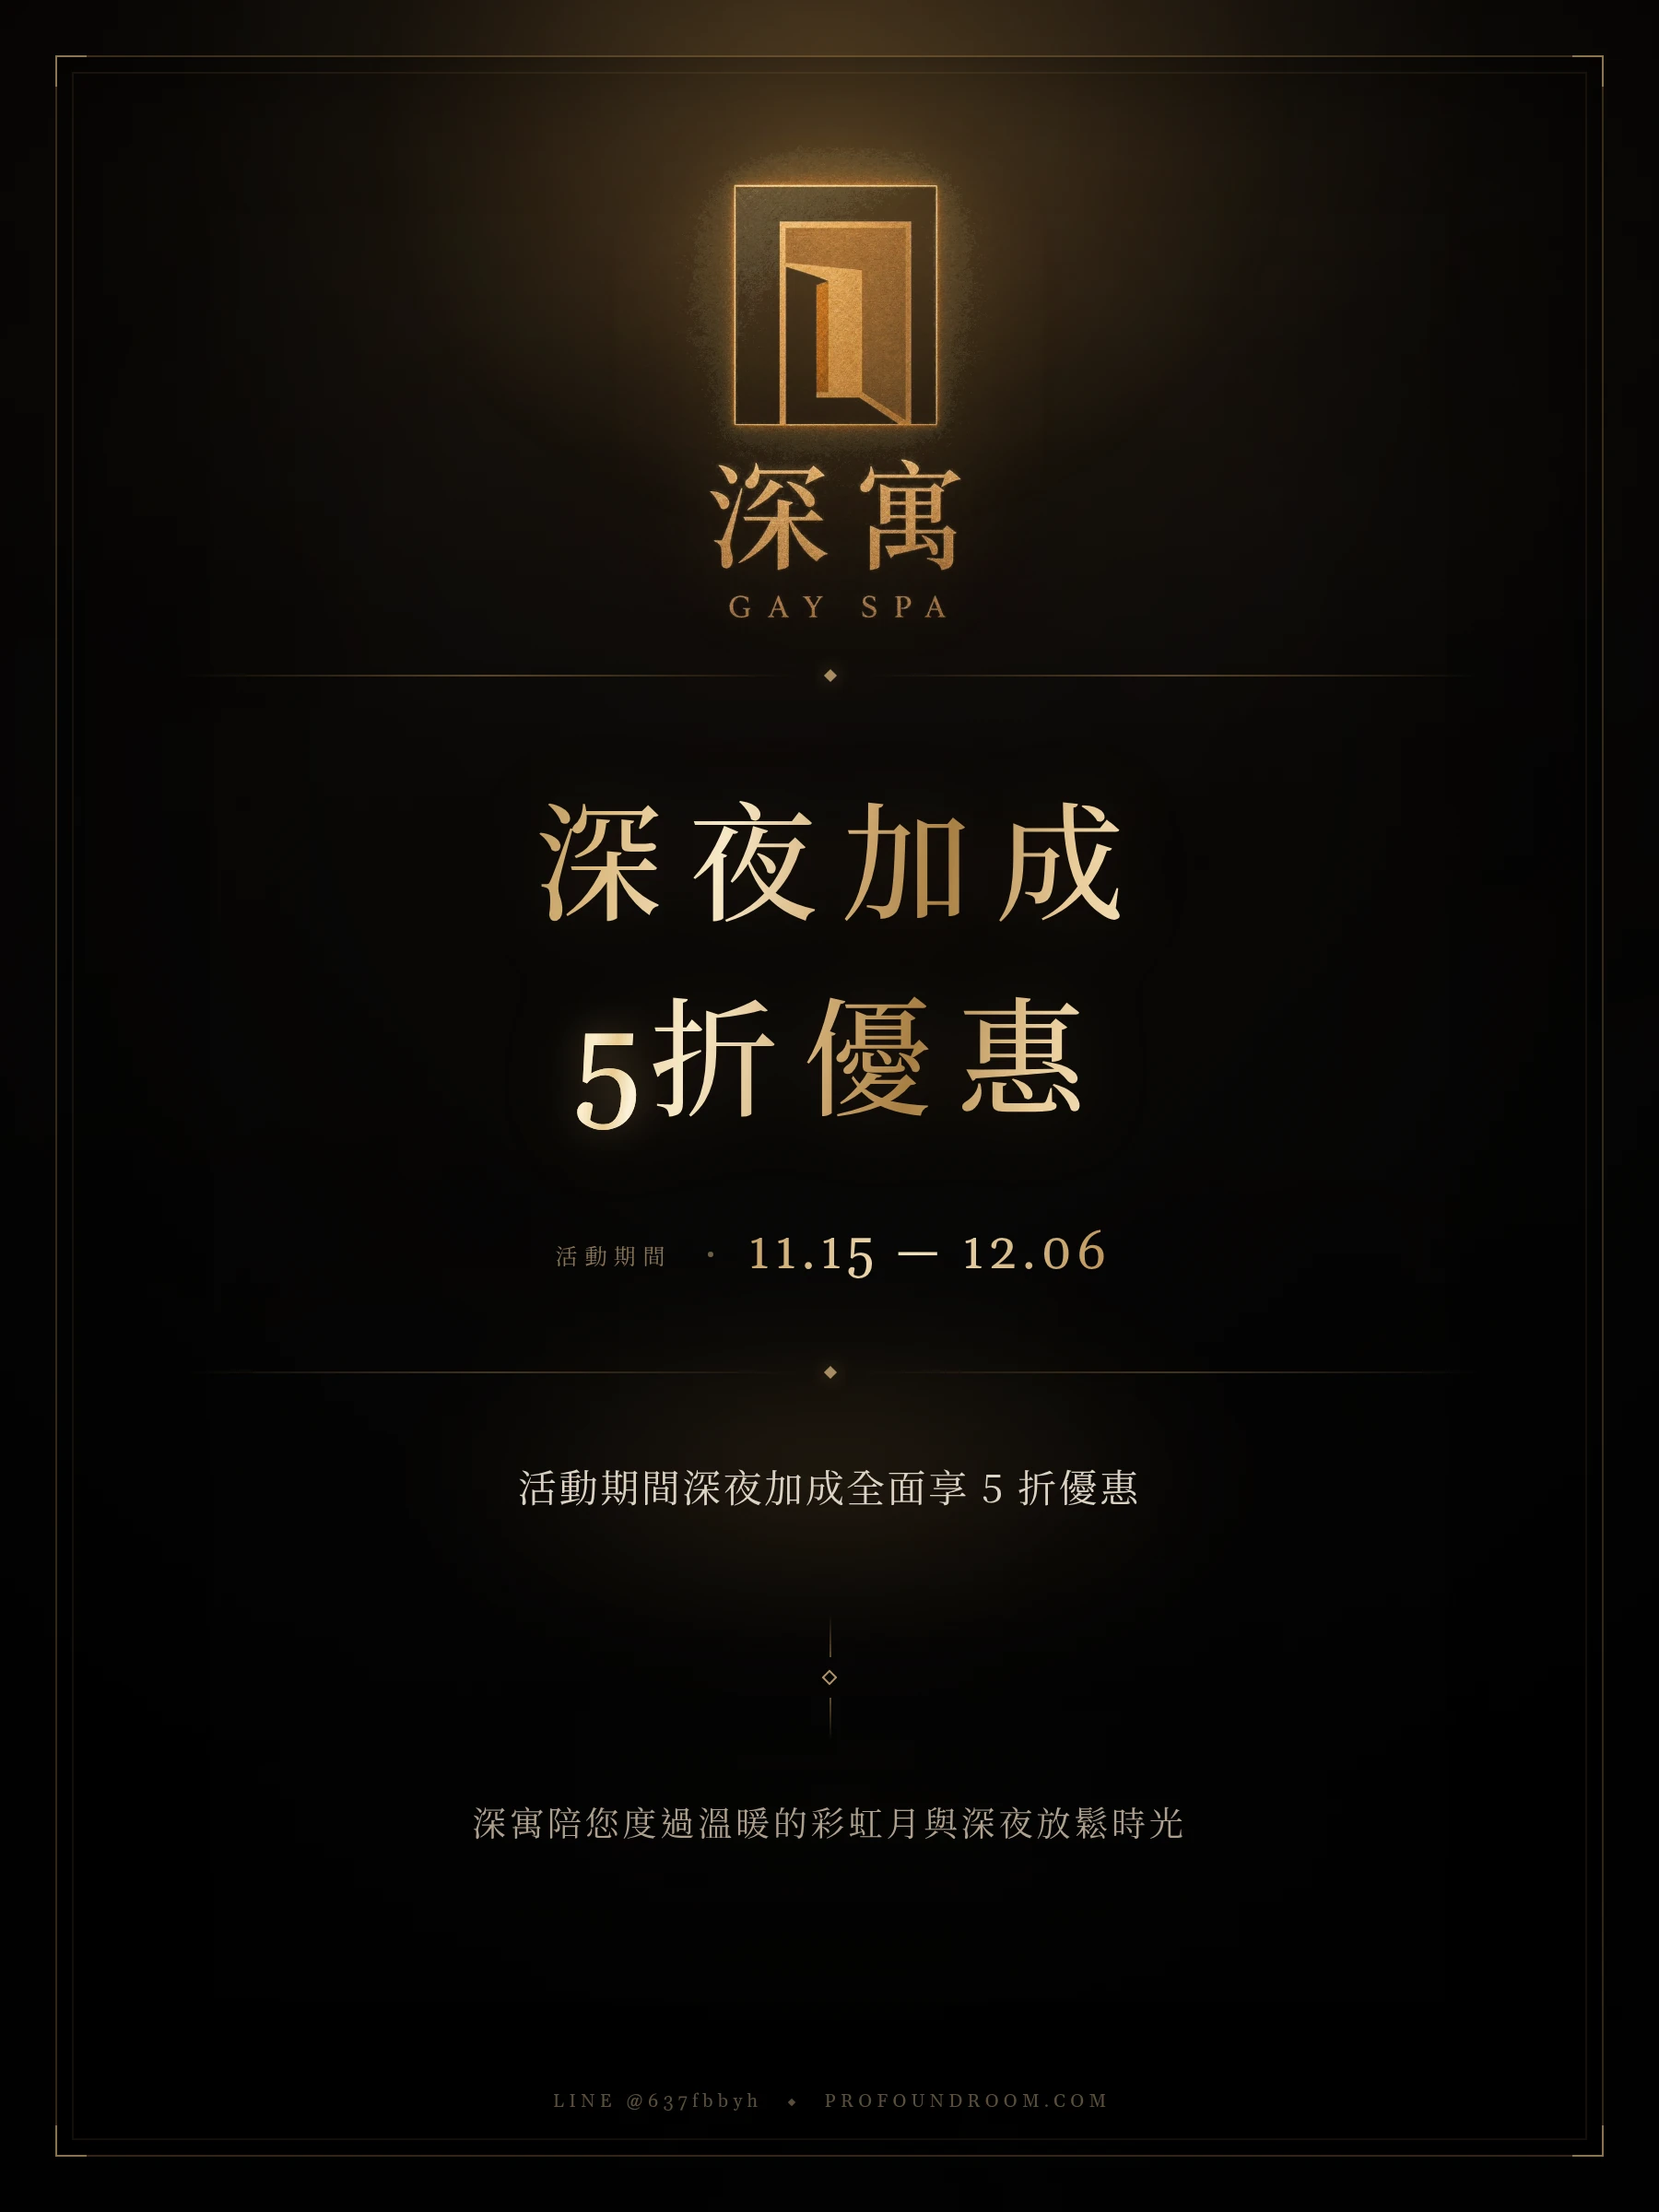 深寓
GAY SPA
深夜加成
5折優惠
活動期間 · 11.15 — 12.06
活動期間深夜加成全面享 5 折優惠
深寓陪您度過溫暖的彩虹月與深夜放鬆時光
LINE @637fbbyh ◆ PROFOUNDROOM.COM